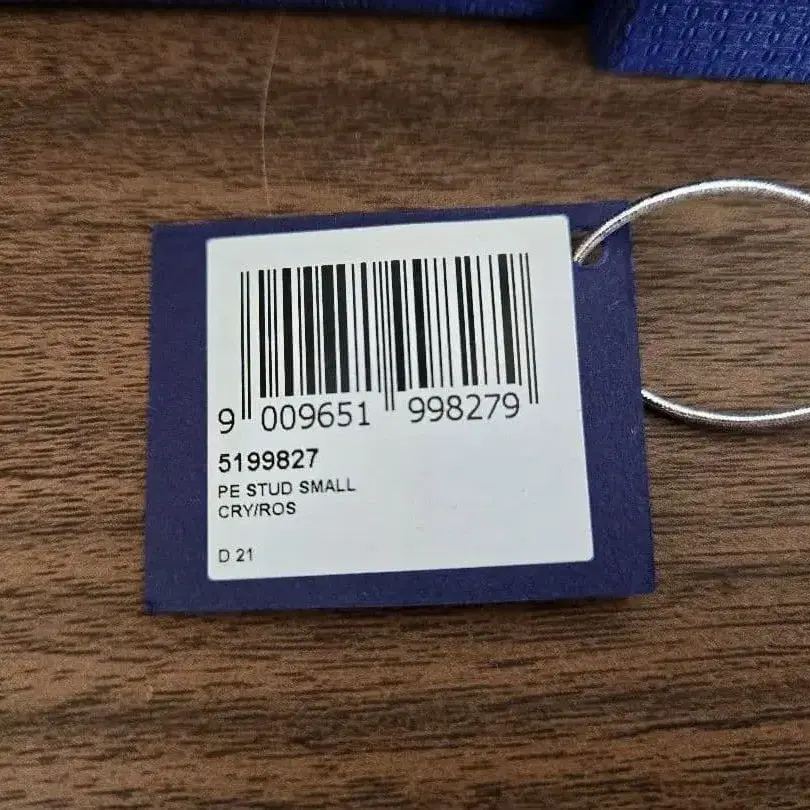 9 009651 998279
5199827
PE STUD SMALL
CRY/ROS
D 21